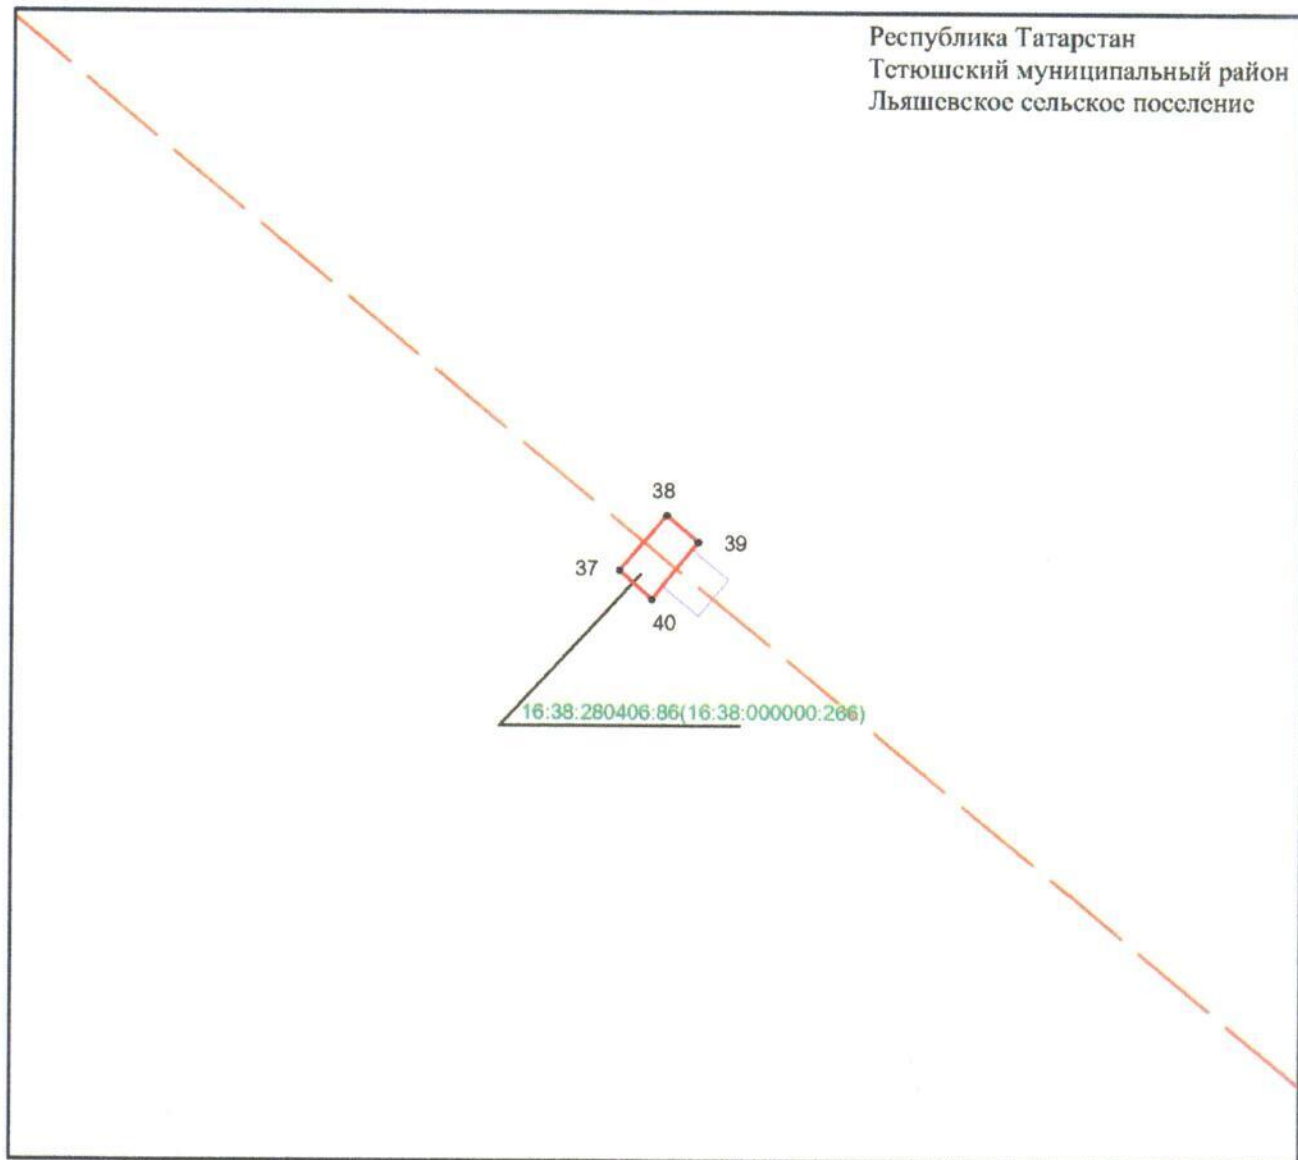 Республика Татарстан
Тетюшский муниципальный район
Льяшевское сельское поселение
38
39
37
40
16:38:280406:86(16:38:000000:266)